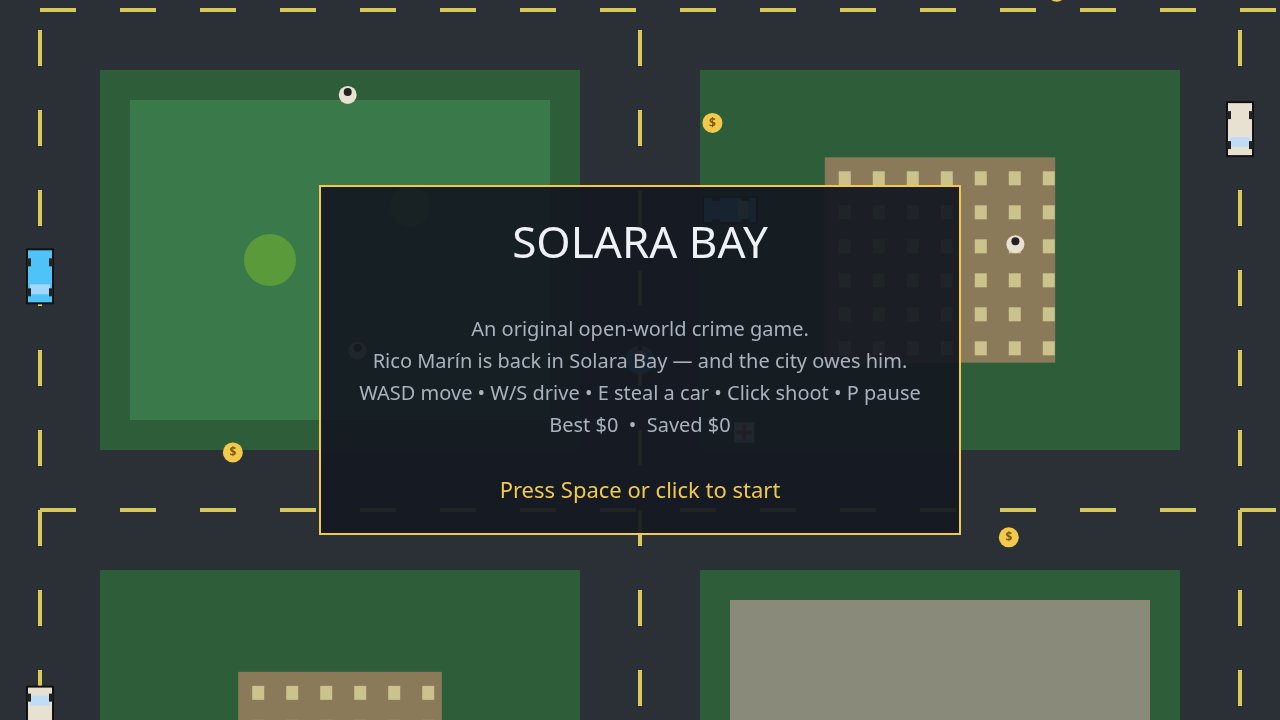 SOLARA BAY
An original open-world crime game.
Rico Marín is back in Solara Bay — and the city owes him.
WASD move • W/S drive • E steal a car • Click shoot • P pause
Best $0 • Saved $0
Press Space or click to start
$
$
$